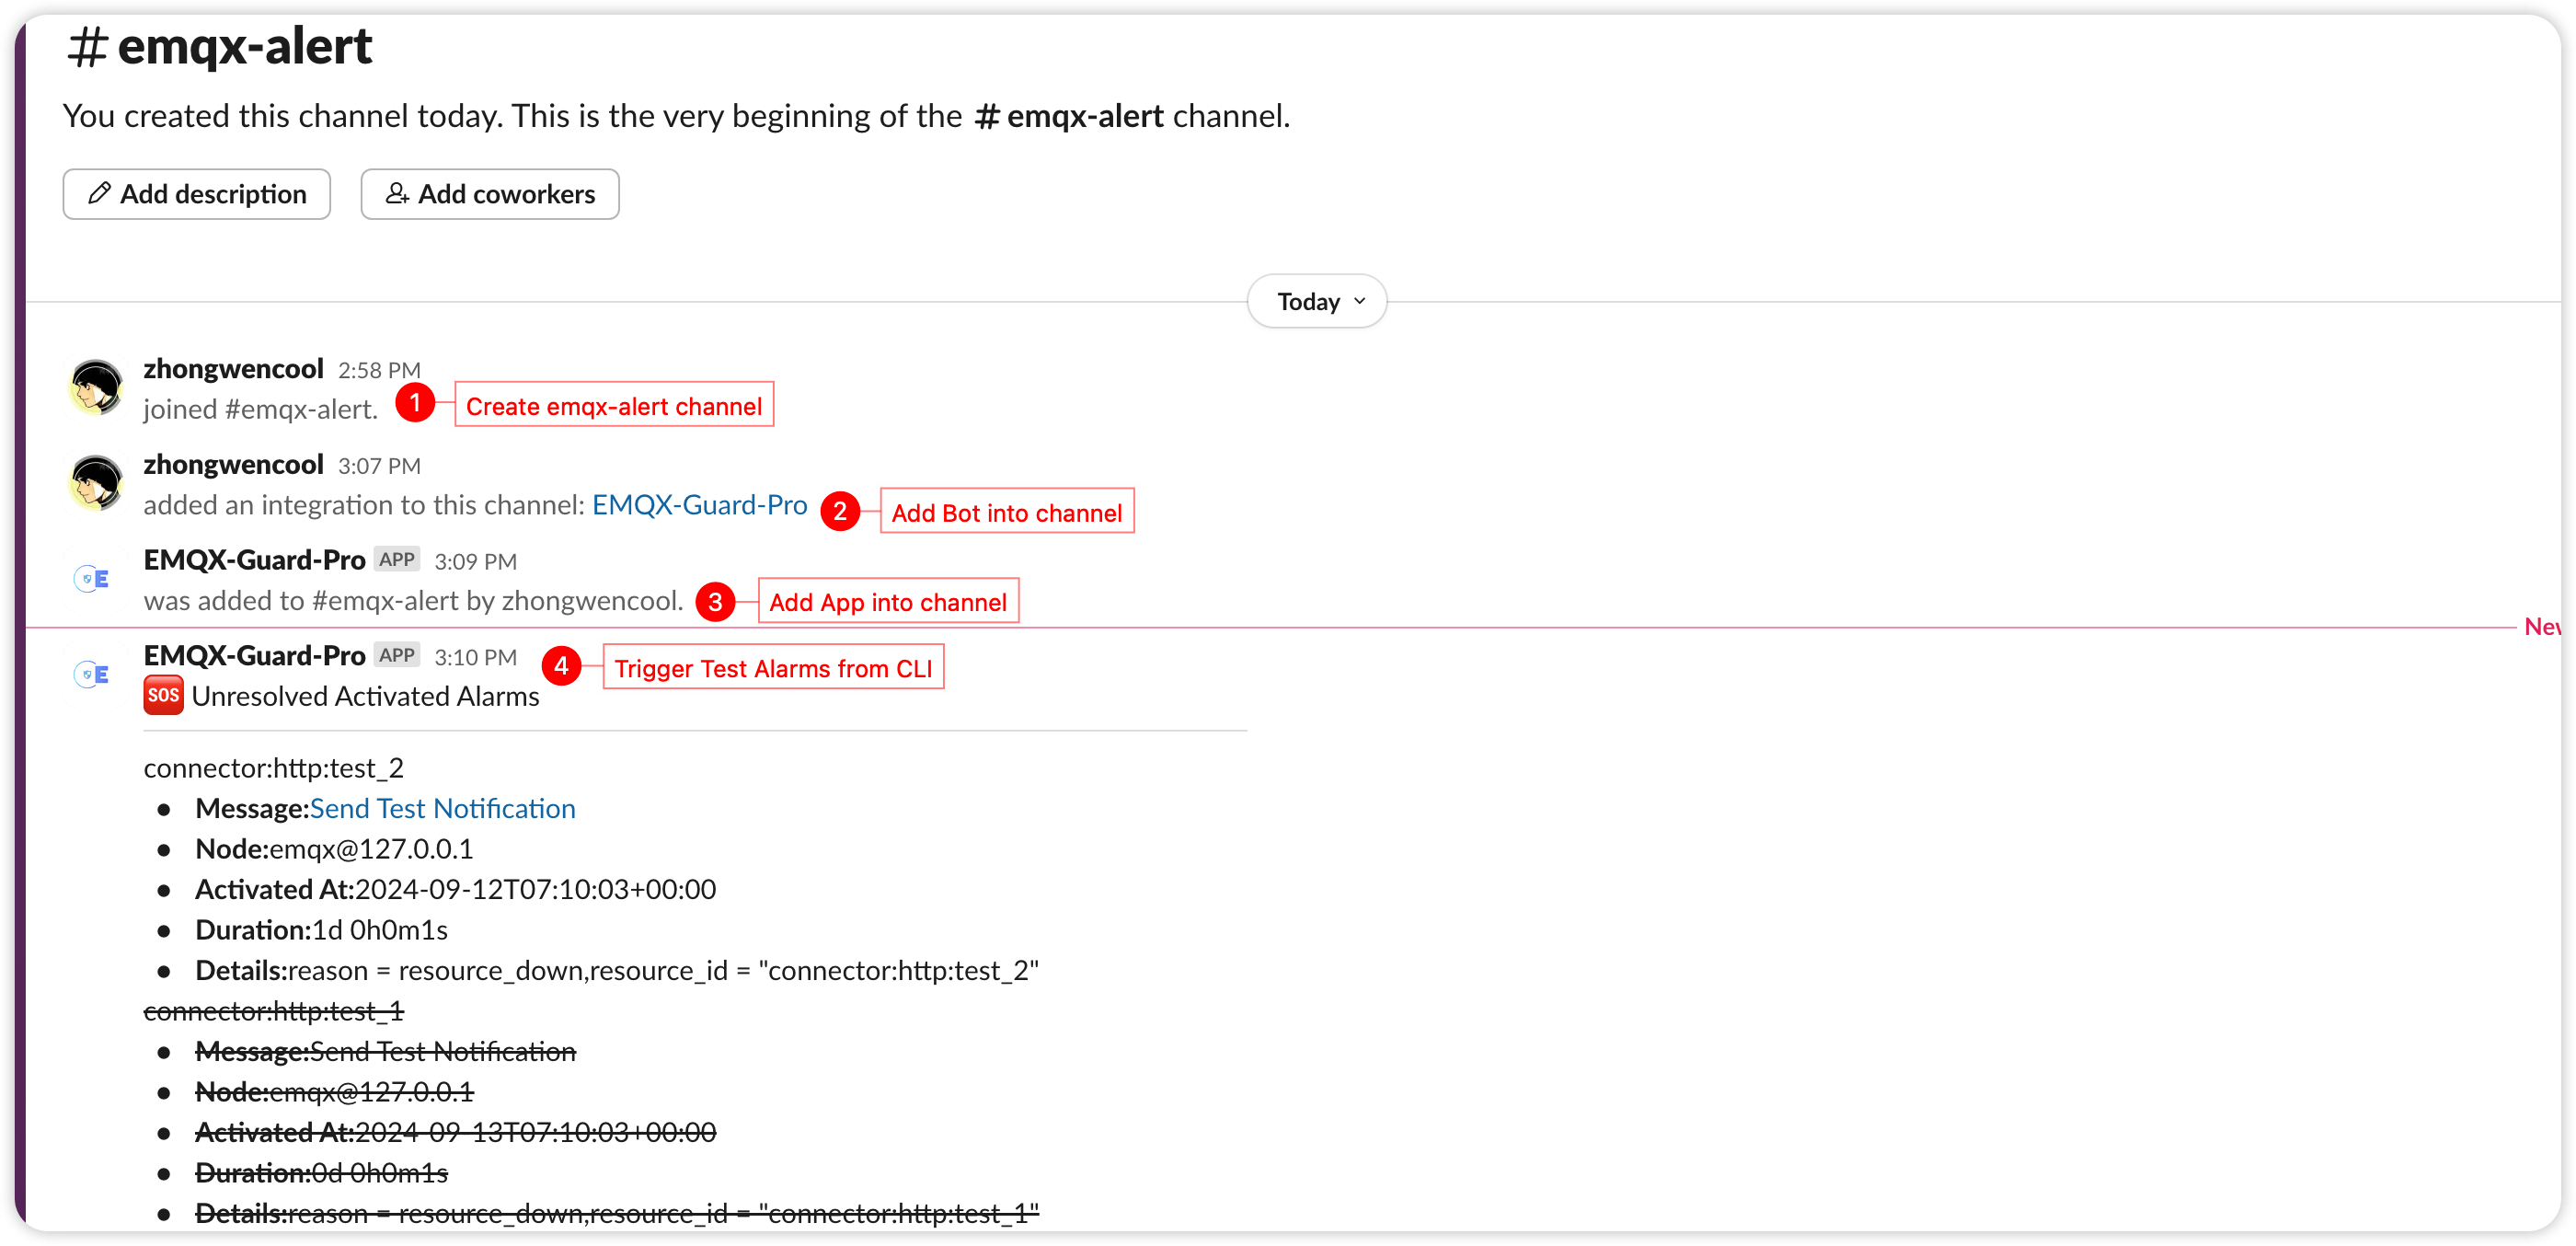 # emqx-alert
You created this channel today. This is the very beginning of the # emqx-alert channel.
Add description
Add coworkers
Today
zhongwencool 2:58 PM
joined #emqx-alert.
1 Create emqx-alert channel
zhongwencool 3:07 PM
added an integration to this channel: EMQX-Guard-Pro
2 Add Bot into channel
EMQX-Guard-Pro APP 3:09 PM
was added to #emqx-alert by zhongwencool.
3 Add App into channel
New
EMQX-Guard-Pro APP 3:10 PM
4 Trigger Test Alarms from CLI
SOS Unresolved Activated Alarms
connector:http:test_2
• Message:Send Test Notification
• Node:emqx@127.0.0.1
• Activated At:2024-09-12T07:10:03+00:00
• Duration:1d 0h0m1s
• Details:reason = resource_down,resource_id = "connector:http:test_2"
connector:http:test_1
• Message:Send Test Notification
• Node:emqx@127.0.0.1
• Activated At:2024-09-13T07:10:03+00:00
• Duration:0d 0h0m1s
• Details:reason = resource_down,resource_id = "connector:http:test_1"
E
E